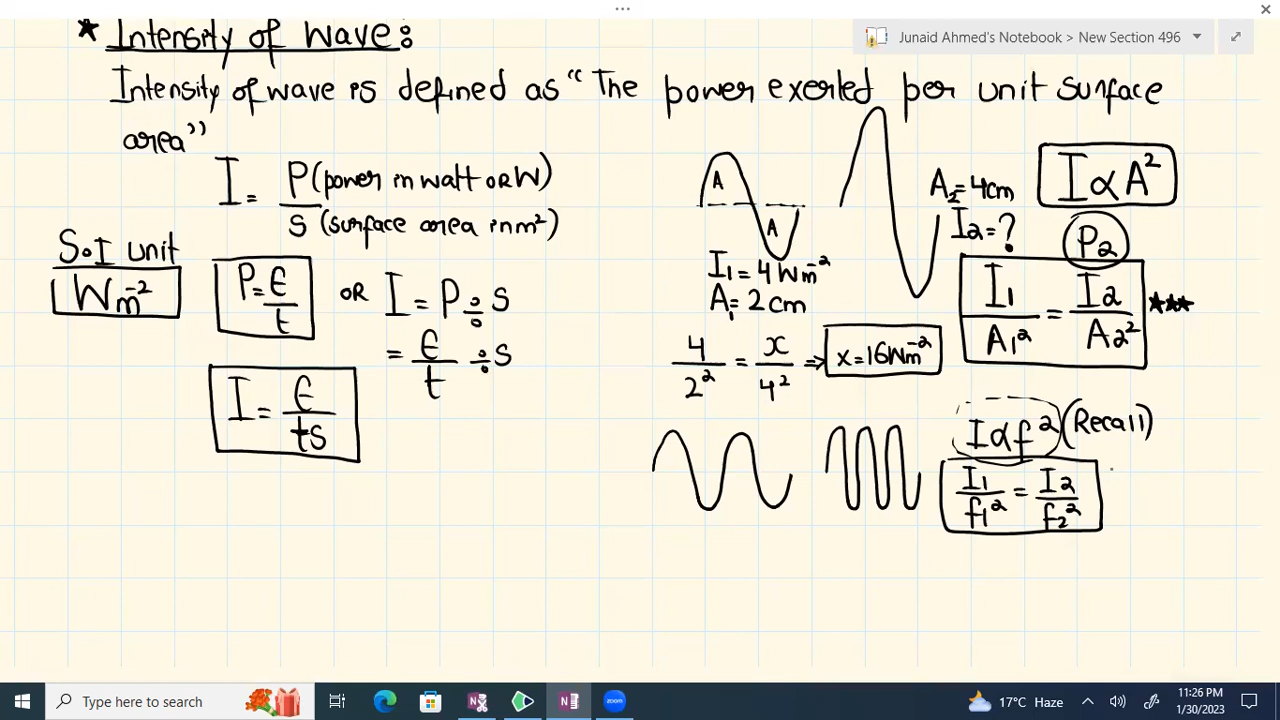 Junaid Ahmed's Notebook > New Section 496
★ Intensity of wave:
Intensity of wave is defined as "The power exerted per unit surface
area"
I = P (power in watt OR W)
S (surface area in m²)
S.I unit
Wm⁻²
P = E/t
OR I = P ÷ S
= E/t ÷ S
I = E/ts
A
A
I₁ = 4 Wm⁻²
A₁ = 2 cm
A₂ = 4cm
I₂ = ?
I ∝ A²
P₂
I₁/A₁² = I₂/A₂² ★★★
4/2² = x/4² => x = 16 Wm⁻²
I ∝ f² (Recall)
I₁/f₁² = I₂/f₂²
Type here to search
17°C Haze
11:26 PM
1/30/2023